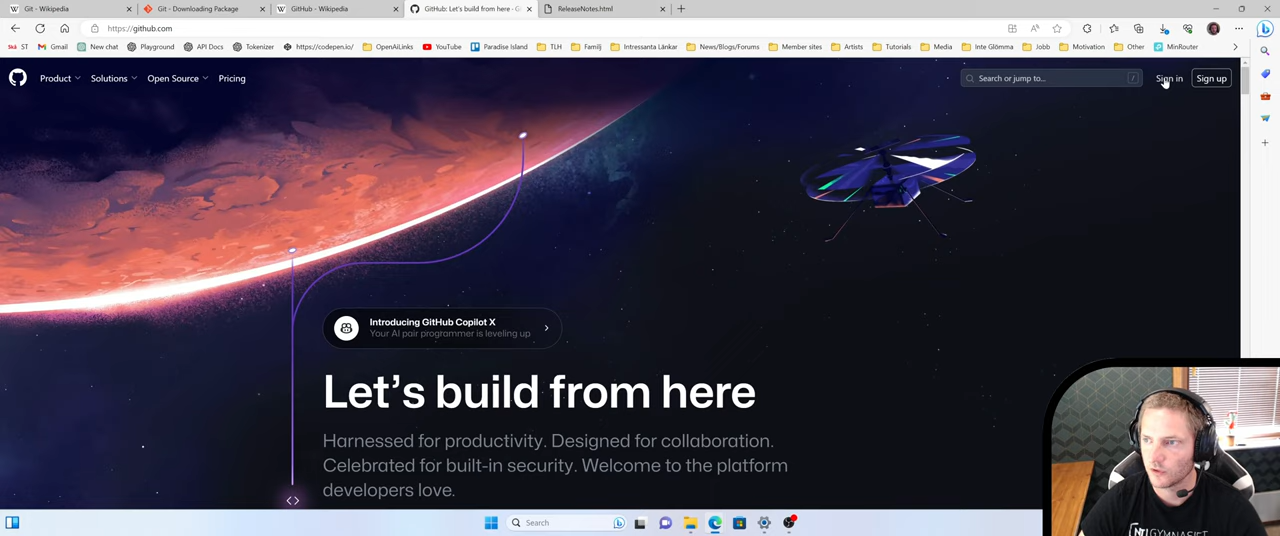 Git - Wikipedia
Git - Downloading Package
GitHub - Wikipedia
GitHub: Let's build from here · G
ReleaseNotes.html
https://github.com
ST
Gmail
New chat
Playground
API Docs
Tokenizer
https://codepen.io/
OpenAiLinks
YouTube
Paradise Island
TLH
Familj
Intressanta Länkar
News/Blogs/Forums
Member sites
Artists
Tutorials
Media
Inte Glömma
Jobb
Motivation
Other
MinRouter
Product
Solutions
Open Source
Pricing
Search or jump to...
/
Sign in
Sign up
Introducing GitHub Copilot X
Your AI pair programmer is leveling up
Let's build from here
Harnessed for productivity. Designed for collaboration.
Celebrated for built-in security. Welcome to the platform
developers love.
Search
GYMNASIET